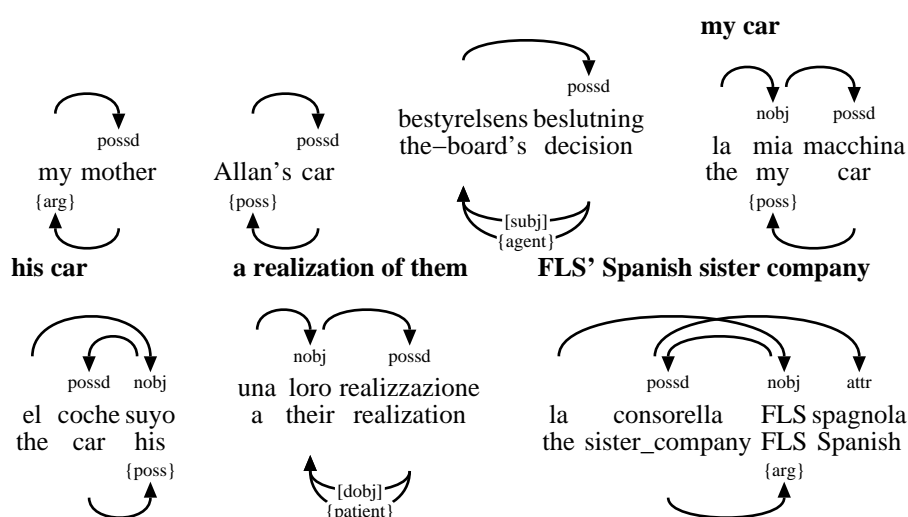 my car
possd
my mother
{arg}
possd
Allan's car
{poss}
possd
bestyrelsens beslutning
the−board's decision
[subj]
{agent}
nobj possd
la mia macchina
the my car
{poss}
his car
a realization of them
FLS' Spanish sister company
possd nobj
el coche suyo
the car his
{poss}
nobj possd
una loro realizzazione
a their realization
[dobj]
{patient}
possd nobj attr
la consorella FLS spagnola
the sister_company FLS Spanish
{arg}